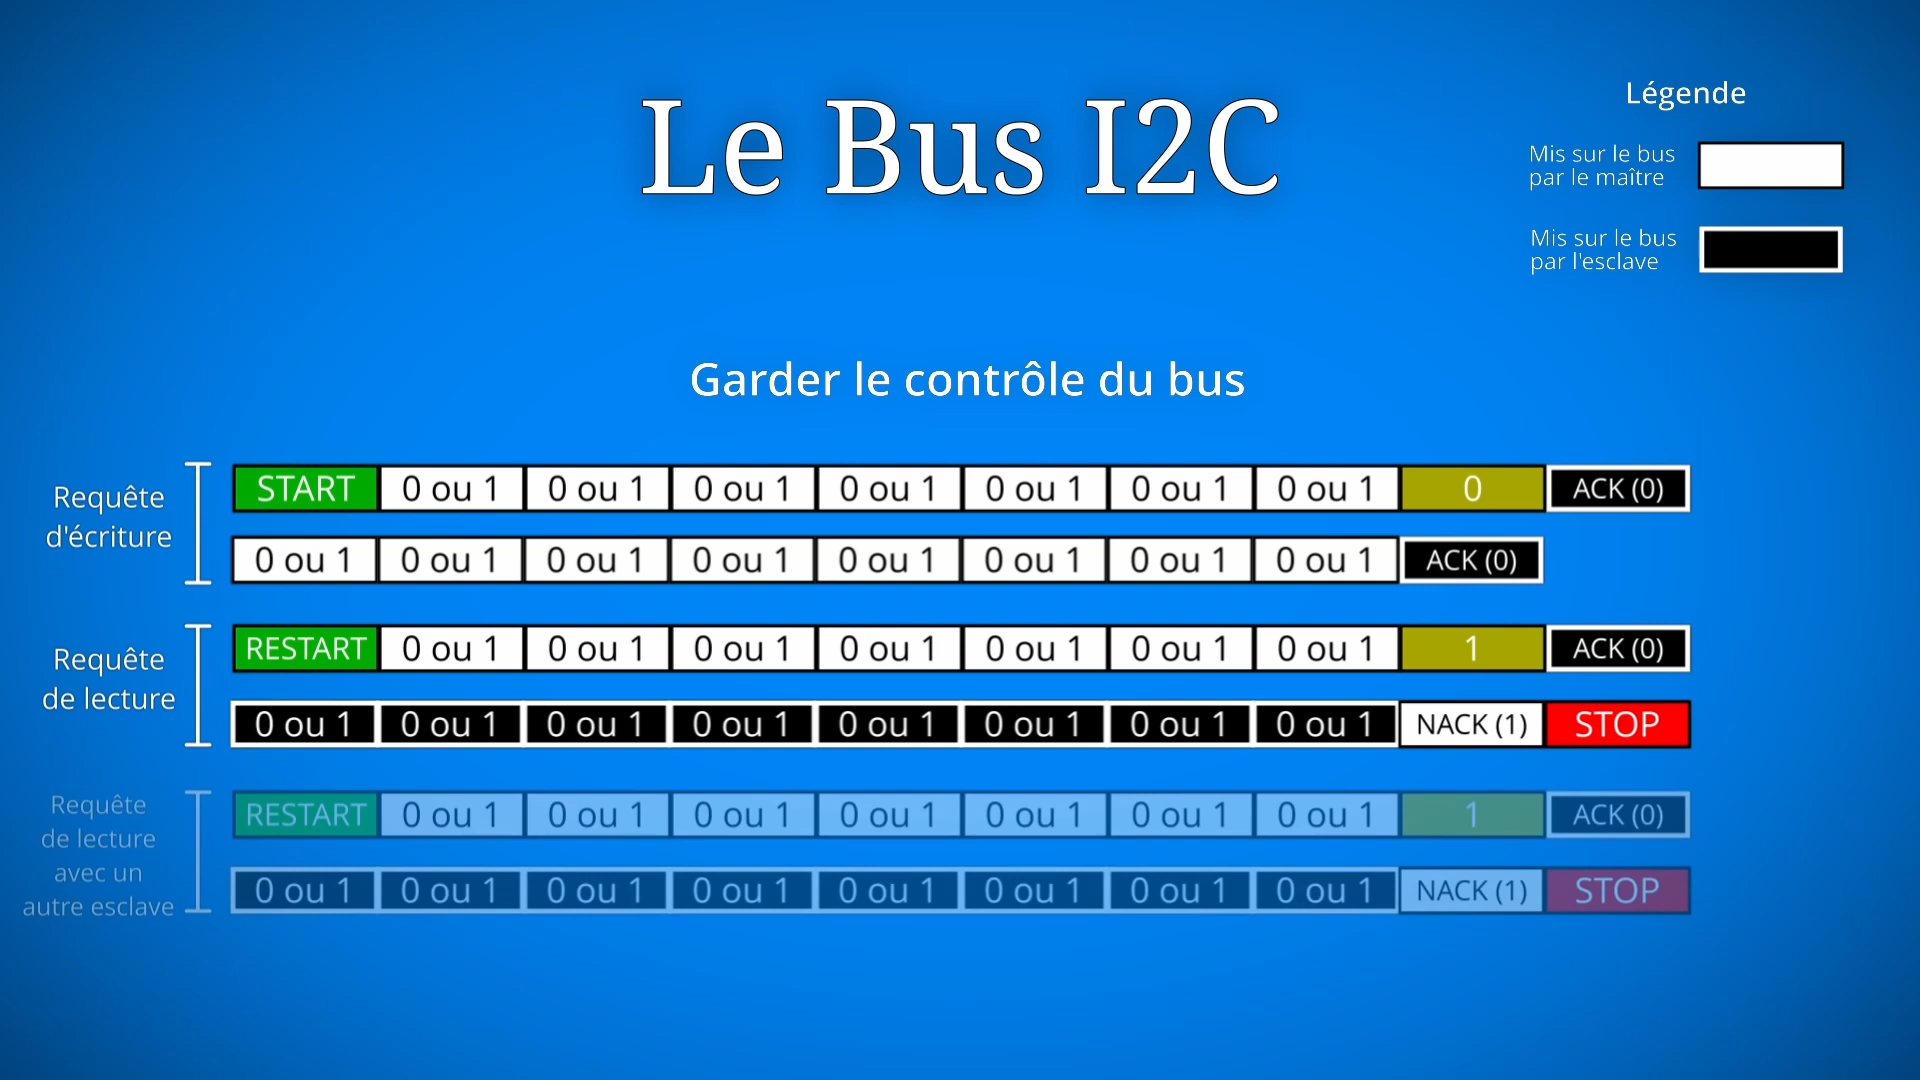 Le Bus I2C
Légende
Mis sur le bus
par le maître
Mis sur le bus
par l'esclave
Garder le contrôle du bus
Requête
d'écriture
START 0 ou 1 0 ou 1 0 ou 1 0 ou 1 0 ou 1 0 ou 1 0 ou 1 0 ACK (0)
0 ou 1 0 ou 1 0 ou 1 0 ou 1 0 ou 1 0 ou 1 0 ou 1 0 ou 1 ACK (0)
Requête
de lecture
RESTART 0 ou 1 0 ou 1 0 ou 1 0 ou 1 0 ou 1 0 ou 1 0 ou 1 1 ACK (0)
0 ou 1 0 ou 1 0 ou 1 0 ou 1 0 ou 1 0 ou 1 0 ou 1 0 ou 1 NACK (1) STOP
Requête
de lecture
avec un
autre esclave
RESTART 0 ou 1 0 ou 1 0 ou 1 0 ou 1 0 ou 1 0 ou 1 0 ou 1 1 ACK (0)
0 ou 1 0 ou 1 0 ou 1 0 ou 1 0 ou 1 0 ou 1 0 ou 1 0 ou 1 NACK (1) STOP